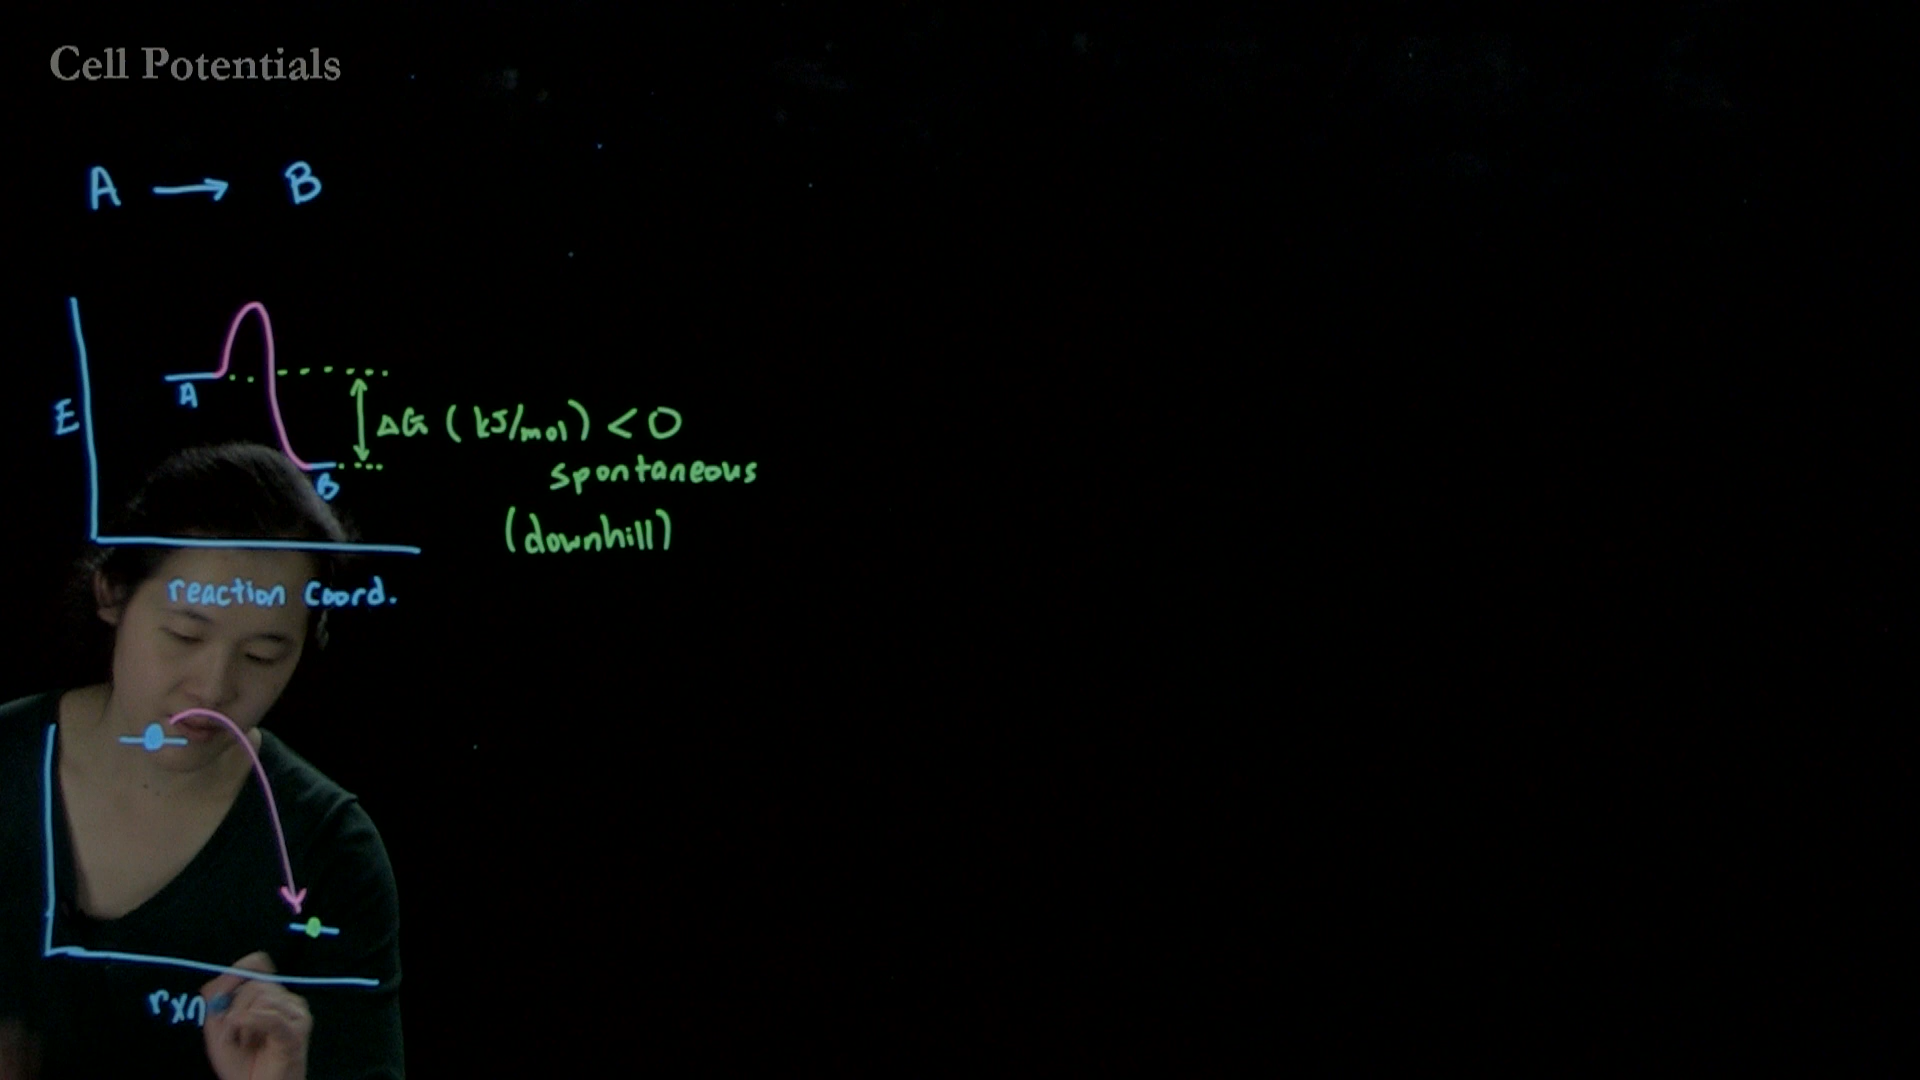 Cell Potentials
A → B
E
A
ΔG (kJ/mol) < 0
spontaneous
B
(downhill)
reaction coord.
rxn